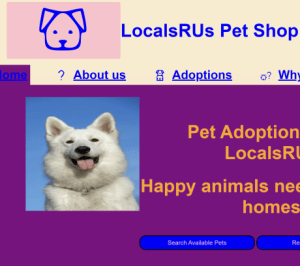 LocalsRUs Pet Shop
Home ? About us Adoptions ? Why
Pet Adoption
LocalsRU
Happy animals nee
homes
Search Available Pets Re